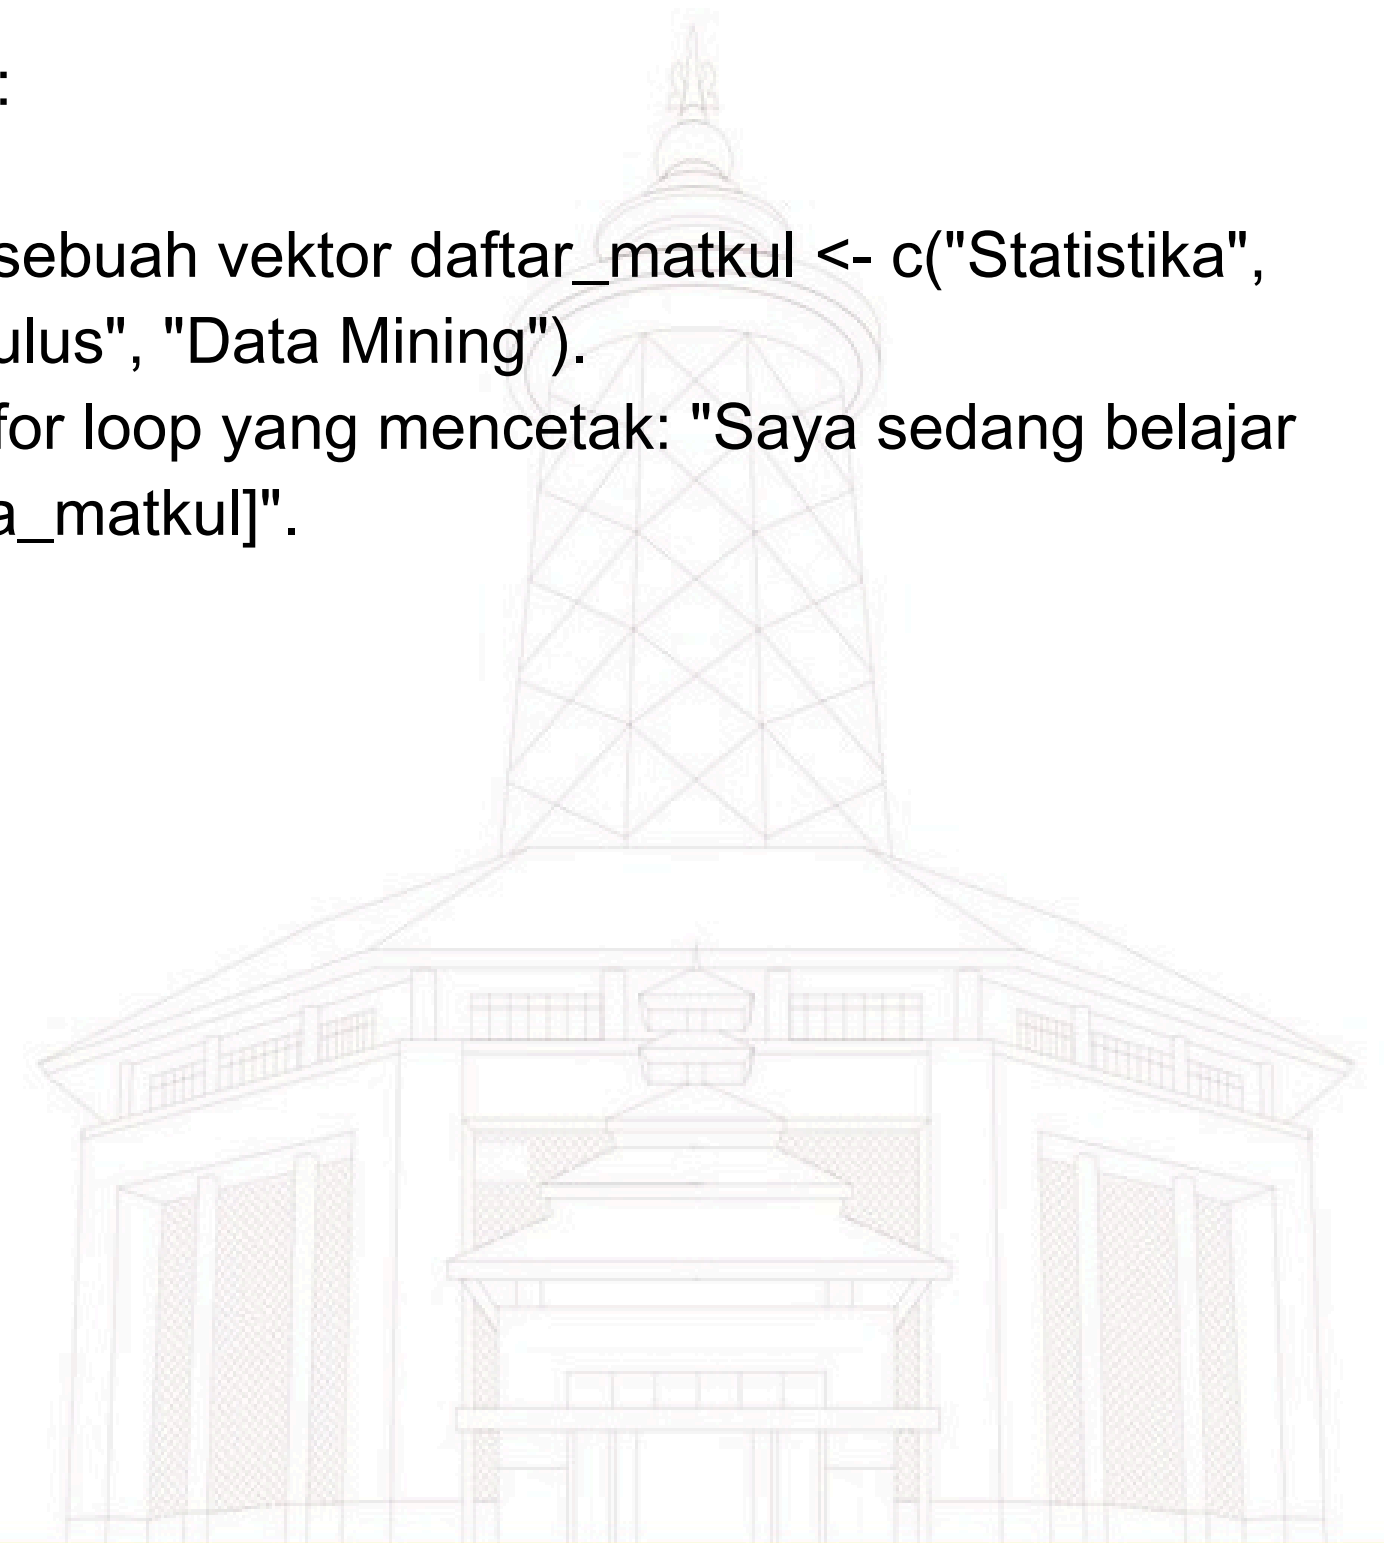 :
sebuah vektor daftar_matkul <- c("Statistika",
ulus", "Data Mining").
for loop yang mencetak: "Saya sedang belajar
a_matkul]".